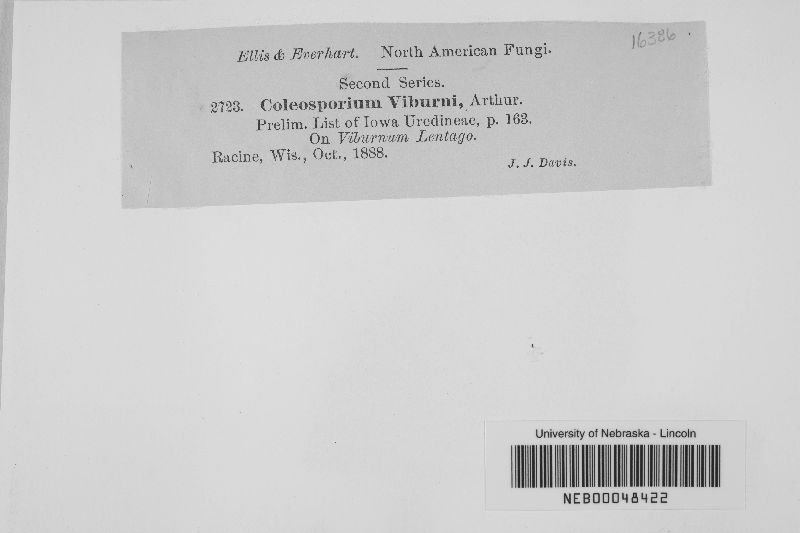 16386
Ellis & Everhart. North American Fungi.
Second Series.
2723. Coleosporium Viburni, Arthur.
Prelim. List of Iowa Uredineae, p. 163.
On Viburnum Lentago.
Racine, Wis., Oct., 1888.
J. J. Davis.
University of Nebraska - Lincoln
NEB00048422